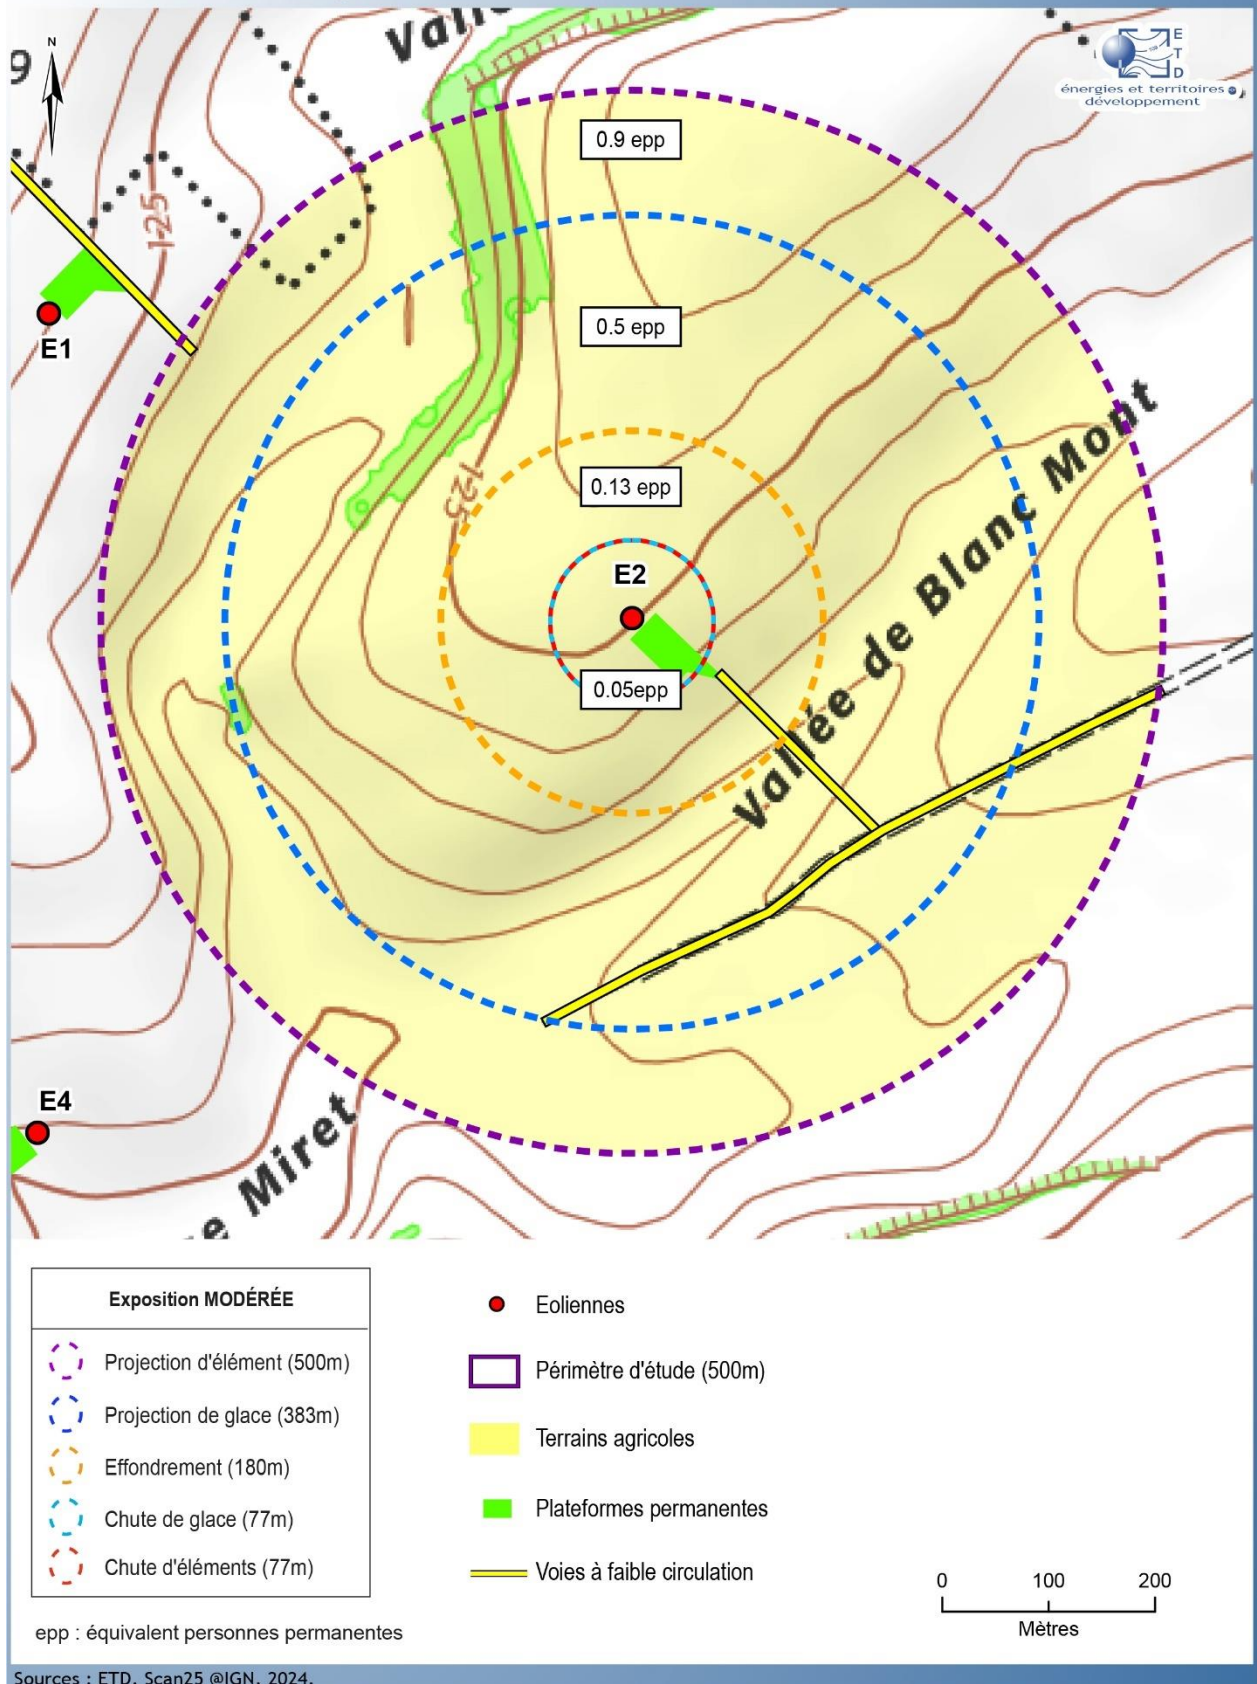 Vallé
N
9
E
T
D
énergies et territoires
développement
0.9 epp
125
0.5 epp
E1
Vallée de Blanc Mont
125
0.13 epp
E2
0.05epp
E4
e Miret
Exposition MODÉRÉE
Projection d'élément (500m)
Projection de glace (383m)
Effondrement (180m)
Chute de glace (77m)
Chute d'éléments (77m)
epp : équivalent personnes permanentes
Eoliennes
Périmètre d'étude (500m)
Terrains agricoles
Plateformes permanentes
Voies à faible circulation
0 100 200
Mètres
Sources : ETD, Scan25 @IGN, 2024.